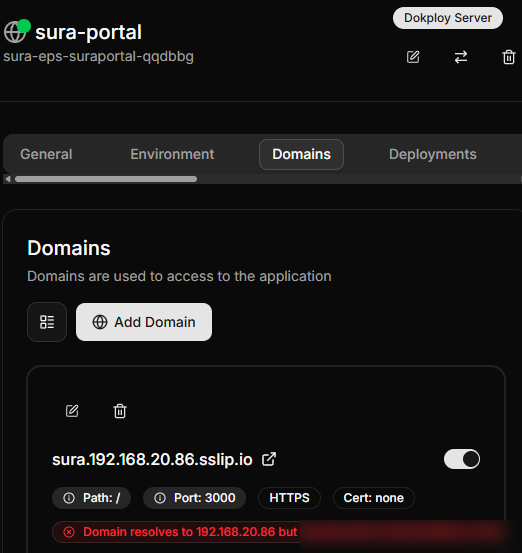 Dokploy Server
sura-portal
sura-eps-suraportal-qqdbbg
General Environment Domains Deployments
Domains
Domains are used to access to the application
Add Domain
sura.192.168.20.86.sslip.io
Path: / Port: 3000 HTTPS Cert: none
Domain resolves to 192.168.20.86 but